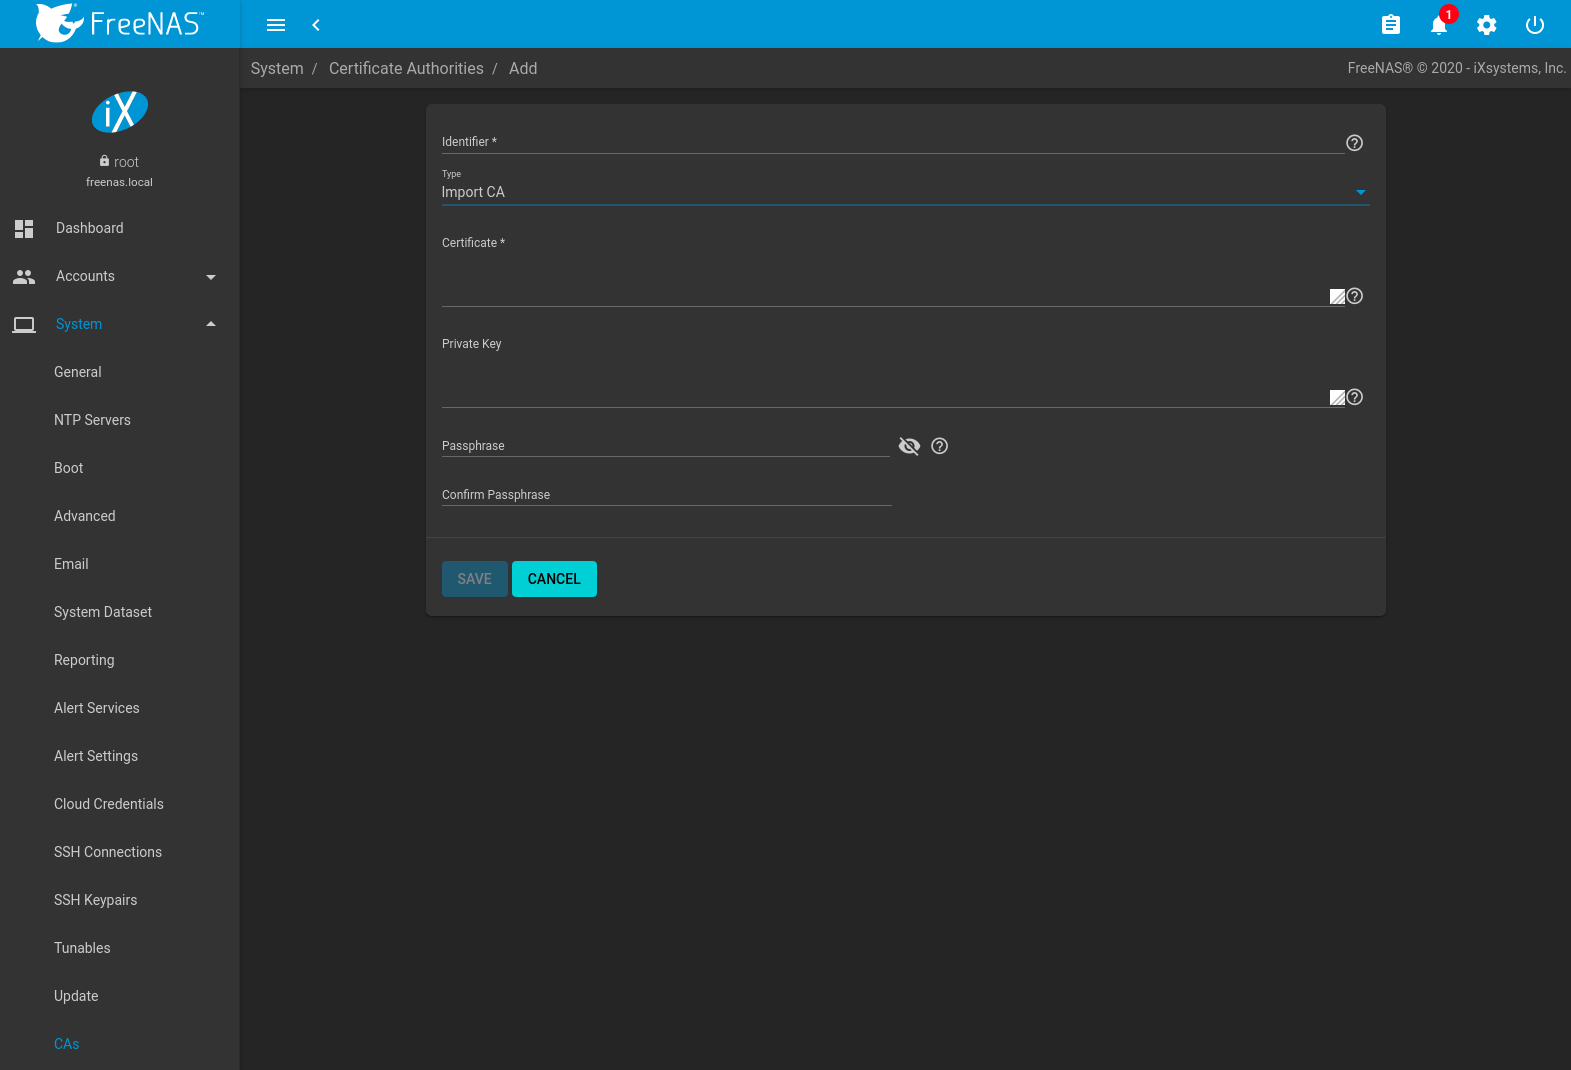 FreeNAS™
1
System / Certificate Authorities / Add
FreeNAS® © 2020 - iXsystems, Inc.
iX
root
freenas.local
Dashboard
Accounts
System
General
NTP Servers
Boot
Advanced
Email
System Dataset
Reporting
Alert Services
Alert Settings
Cloud Credentials
SSH Connections
SSH Keypairs
Tunables
Update
CAs
Identifier *
Type
Import CA
Certificate *
Private Key
Passphrase
Confirm Passphrase
SAVE CANCEL